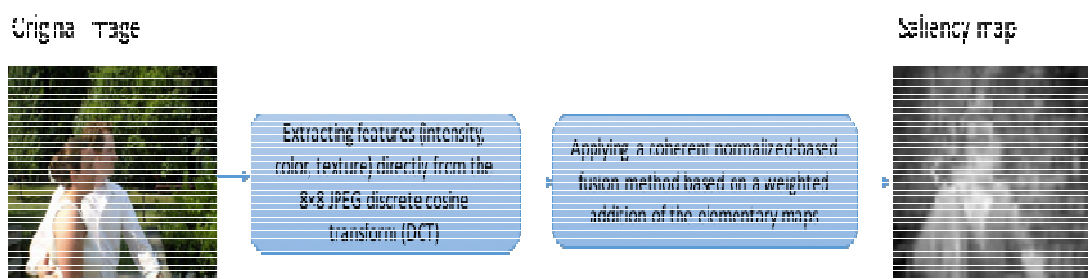 Original image
Saliency map
Extracting features (intensity,
color, texture) directly from the
8×8 JPEG discrete cosine
transform (DCT)
Applying a coherent normalized-based
fusion method based on a weighted
addition of the elementary maps